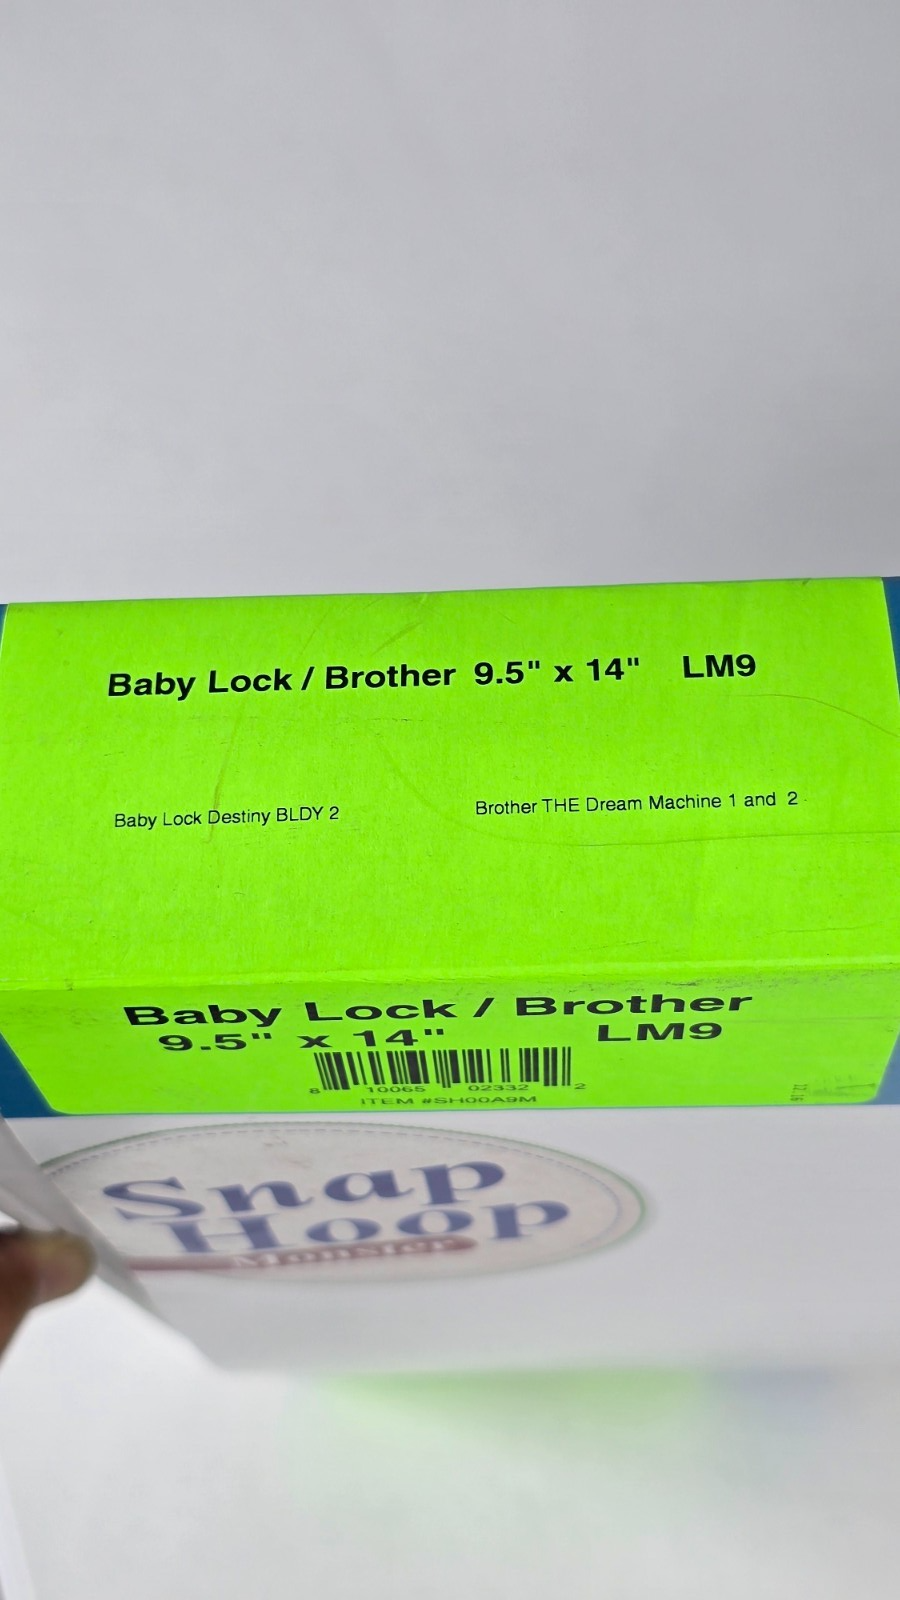 Baby Lock / Brother 9.5" x 14" LM9
Baby Lock Destiny BLDY 2
Brother THE Dream Machine 1 and 2
Baby Lock / Brother
9.5" x 14" LM9
8 10065 02332 2
ITEM #SH00A9M
Snap
Hoop
Monster